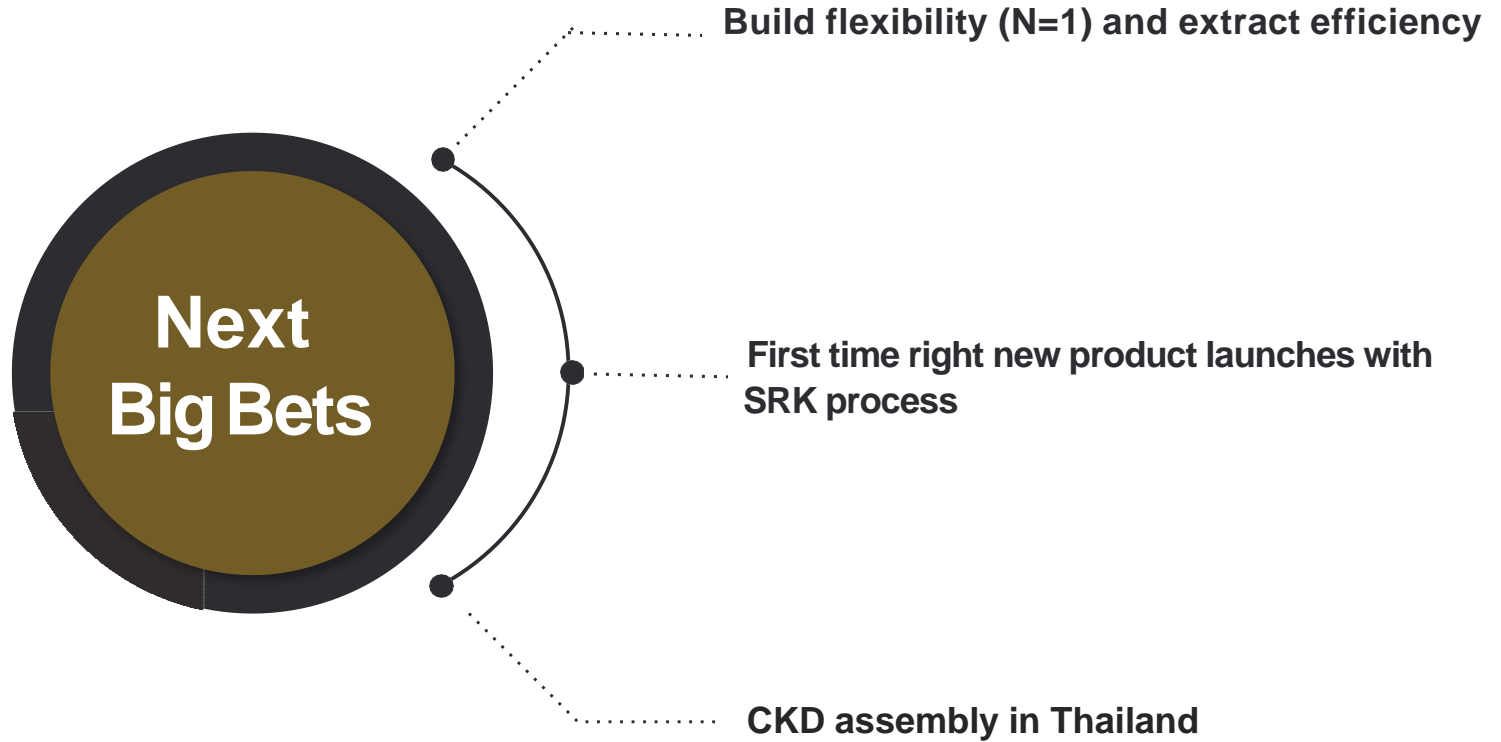 Build flexibility (N=1) and extract efficiency
Next
Big Bets
First time right new product launches with
SRK process
CKD assembly in Thailand